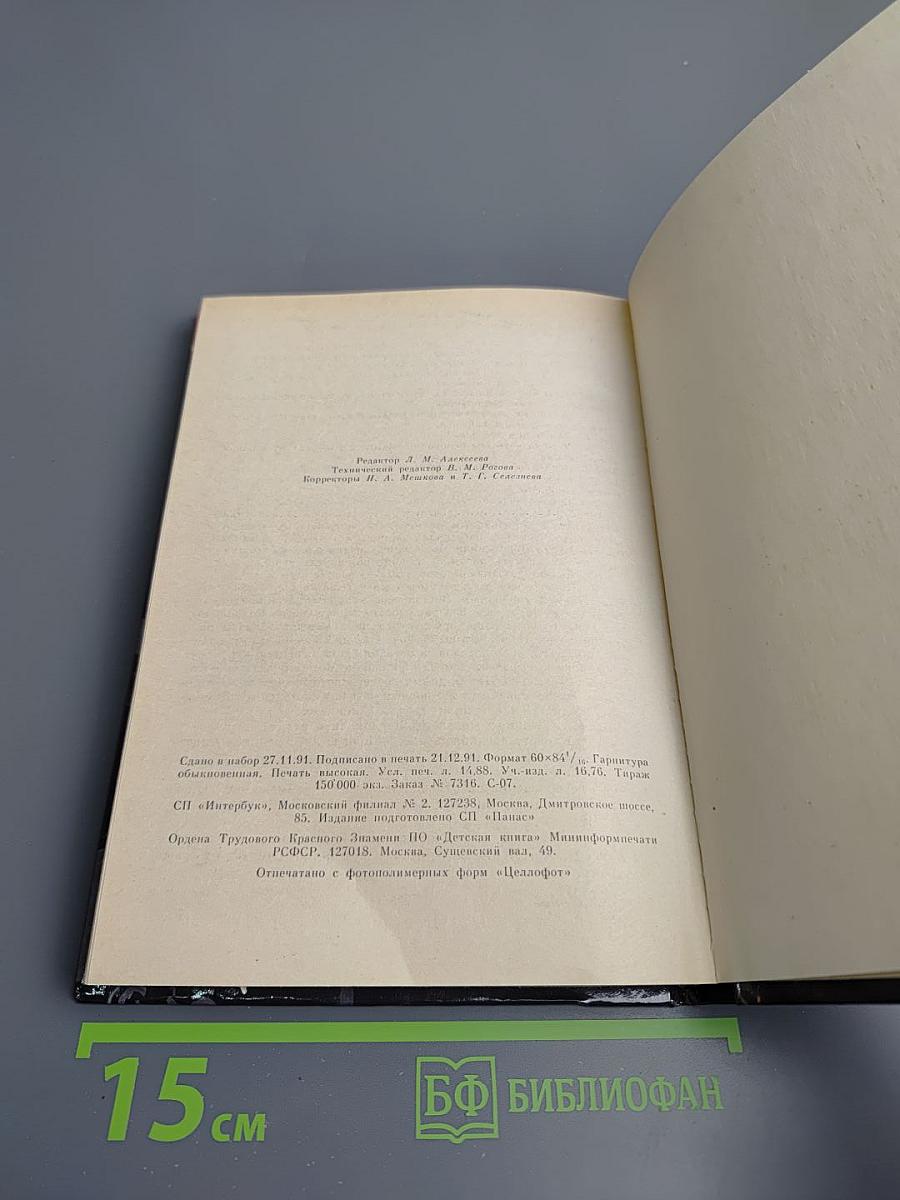 Редактор Л. М. Алексеева
Технический редактор В. М. Рогова
Корректоры Н. А. Мешкова и Т. Г. Селезнева
Сдано в набор 27.11.91. Подписано в печать 21.12.91. Формат 60×84¹/₁₆. Гарнитура
обыкновенная. Печать высокая. Усл. печ. л. 14,88. Уч.-изд. л. 16,76. Тираж
150 000 экз. Заказ № 7316. С-07.
СП «Интербук», Московский филиал № 2. 127238, Москва, Дмитровское шоссе,
85. Издание подготовлено СП «Панас»
Ордена Трудового Красного Знамени ПО «Детская книга» Мининформпечати
РСФСР. 127018. Москва, Сущевский вал, 49.
Отпечатано с фотополимерных форм «Целлофот»
15 см
БФ БИБЛИОФАН